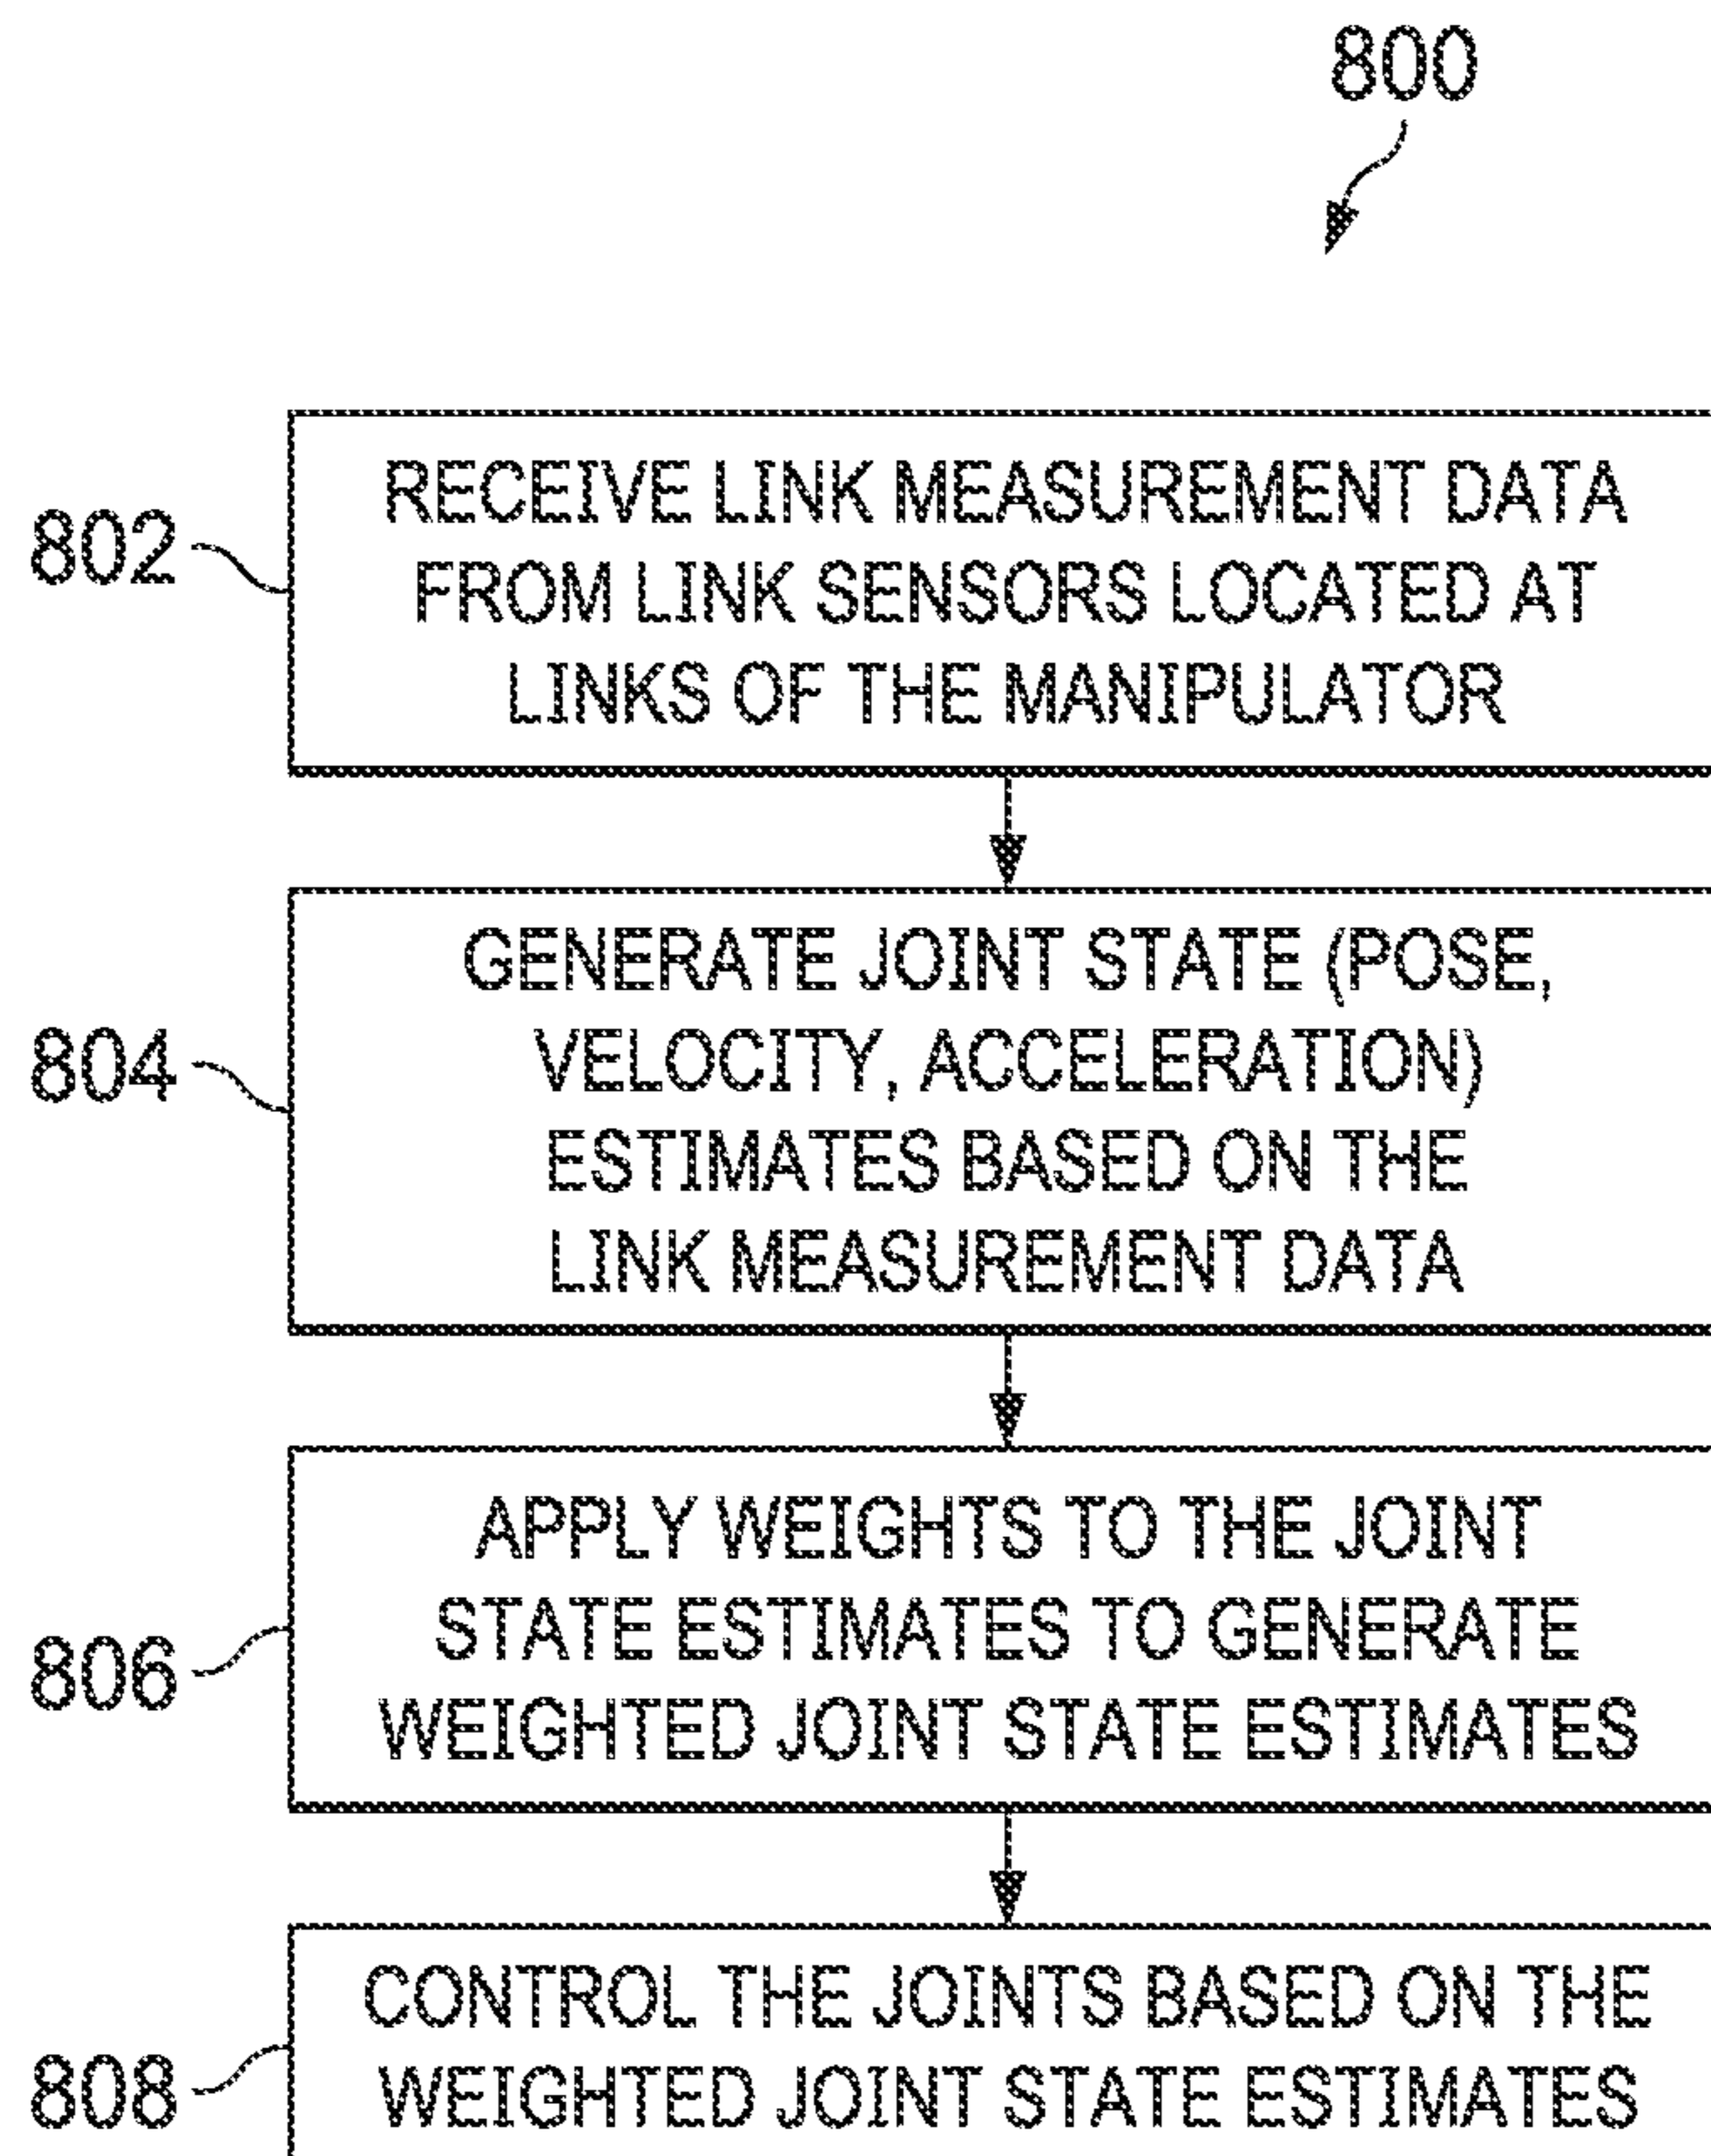 800
802
RECEIVE LINK MEASUREMENT DATA
FROM LINK SENSORS LOCATED AT
LINKS OF THE MANIPULATOR
804
GENERATE JOINT STATE (POSE,
VELOCITY, ACCELERATION)
ESTIMATES BASED ON THE
LINK MEASUREMENT DATA
806
APPLY WEIGHTS TO THE JOINT
STATE ESTIMATES TO GENERATE
WEIGHTED JOINT STATE ESTIMATES
808
CONTROL THE JOINTS BASED ON THE
WEIGHTED JOINT STATE ESTIMATES